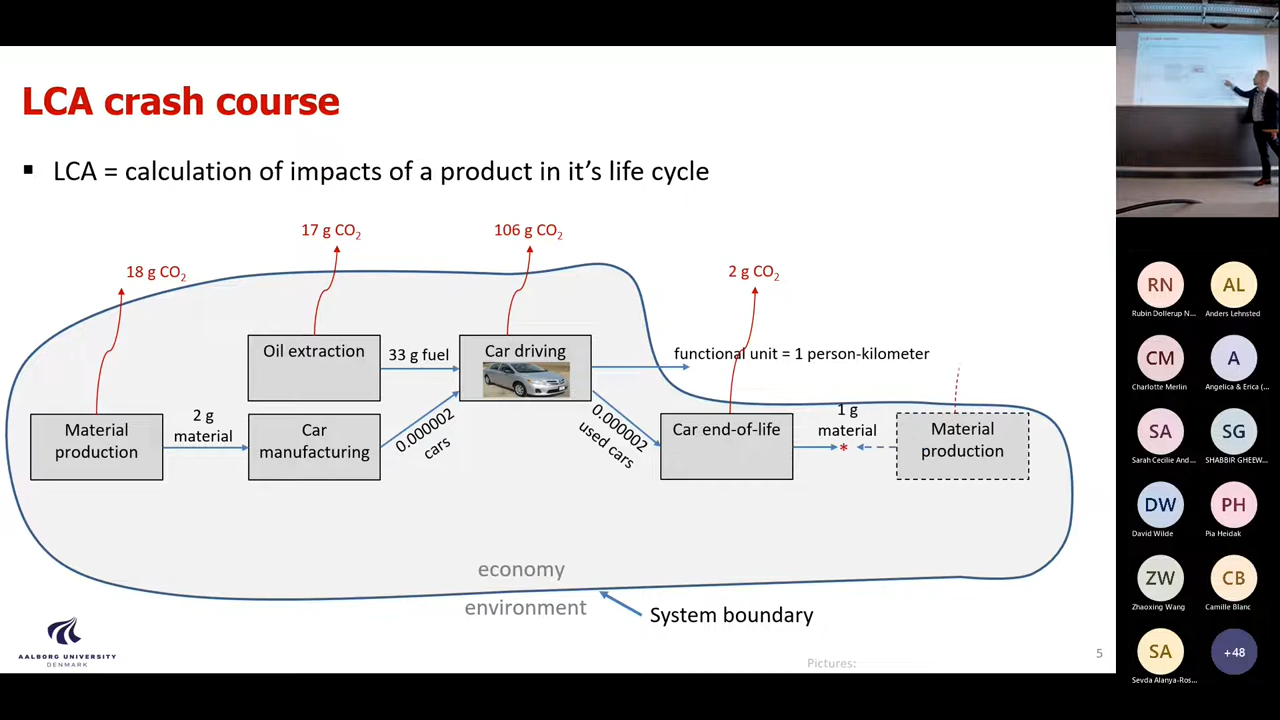 LCA crash course
▪ LCA = calculation of impacts of a product in it's life cycle
17 g CO₂
106 g CO₂
18 g CO₂
2 g CO₂
Oil extraction
33 g fuel
Car driving
functional unit = 1 person-kilometer
Material
production
2 g
material
Car
manufacturing
0.000002
cars
0.000002
used cars
Car end-of-life
1 g
material
*
Material
production
economy
environment
System boundary
AALBORG UNIVERSITY
DENMARK
Pictures:
5
RN
AL
Rubin Dollerup N...
Anders Lehnsted
CM
A
Charlotte Merlin
Angelica & Erica (...
SA
SG
Sarah Cecilie And...
SHABBIR GHEEW...
DW
PH
David Wilde
Pia Heidak
ZW
CB
Zhaoxing Wang
Camille Blanc
SA
+48
Sevda Alanya-Ros...